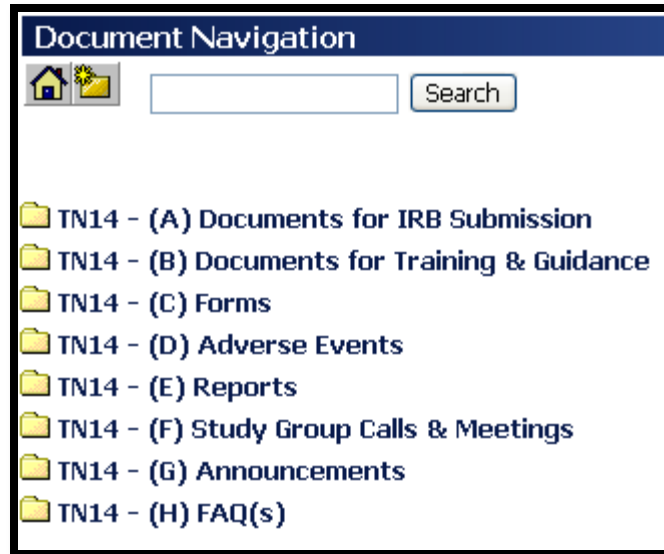 Document Navigation
Search
TN14 - (A) Documents for IRB Submission
TN14 - (B) Documents for Training & Guidance
TN14 - (C) Forms
TN14 - (D) Adverse Events
TN14 - (E) Reports
TN14 - (F) Study Group Calls & Meetings
TN14 - (G) Announcements
TN14 - (H) FAQ(s)